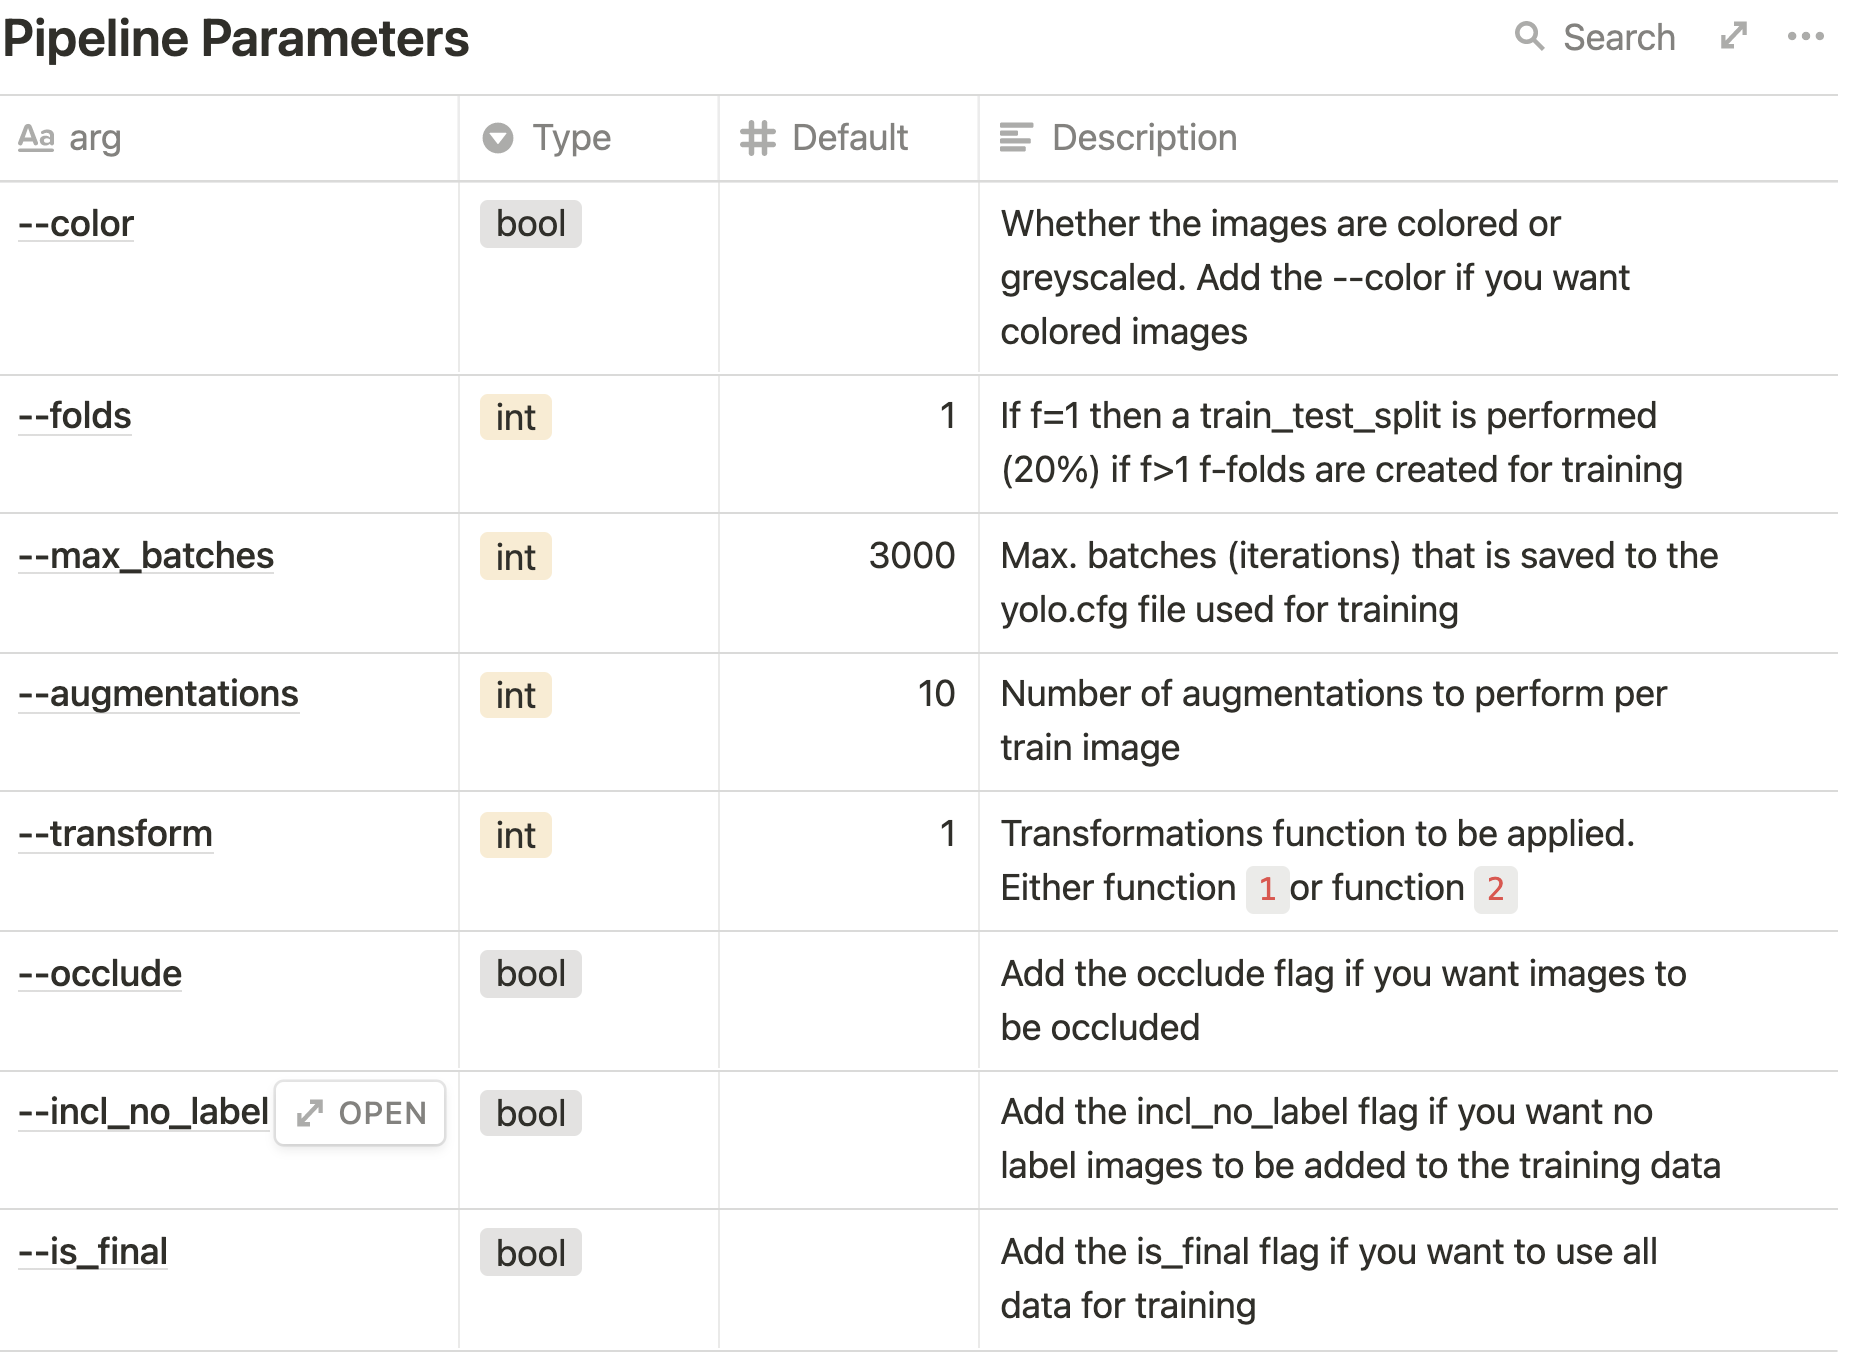 Pipeline Parameters
Search
Aa arg
Type
Default
Description
--color
bool
Whether the images are colored or
greyscaled. Add the --color if you want
colored images
--folds
int
1
If f=1 then a train_test_split is performed
(20%) if f>1 f-folds are created for training
--max_batches
int
3000
Max. batches (iterations) that is saved to the
yolo.cfg file used for training
--augmentations
int
10
Number of augmentations to perform per
train image
--transform
int
1
Transformations function to be applied.
Either function 1 or function 2
--occlude
bool
Add the occlude flag if you want images to
be occluded
--incl_no_label
OPEN
bool
Add the incl_no_label flag if you want no
label images to be added to the training data
--is_final
bool
Add the is_final flag if you want to use all
data for training